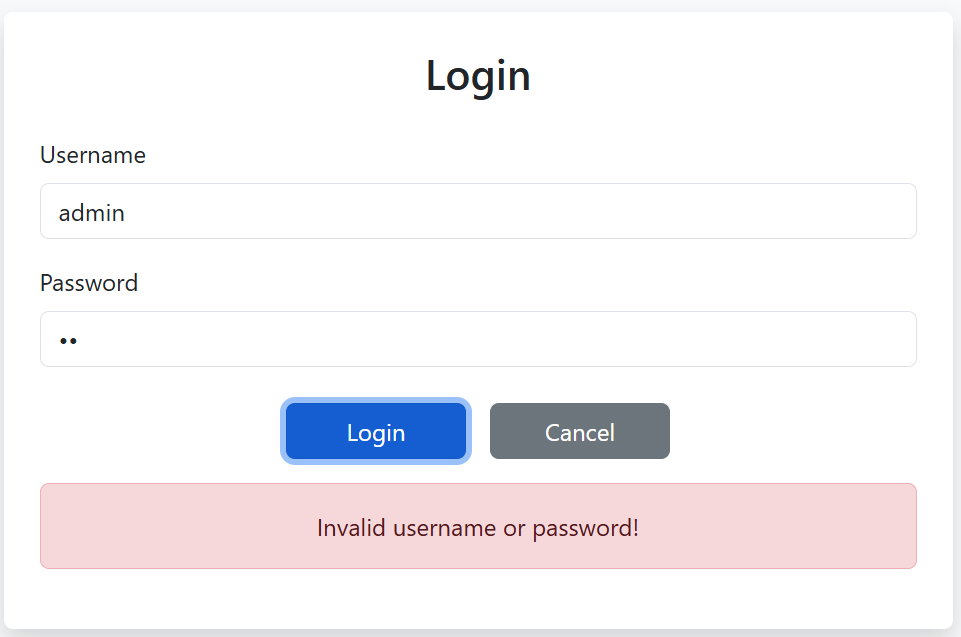 Login
Username
admin
Password
••
Login Cancel
Invalid username or password!